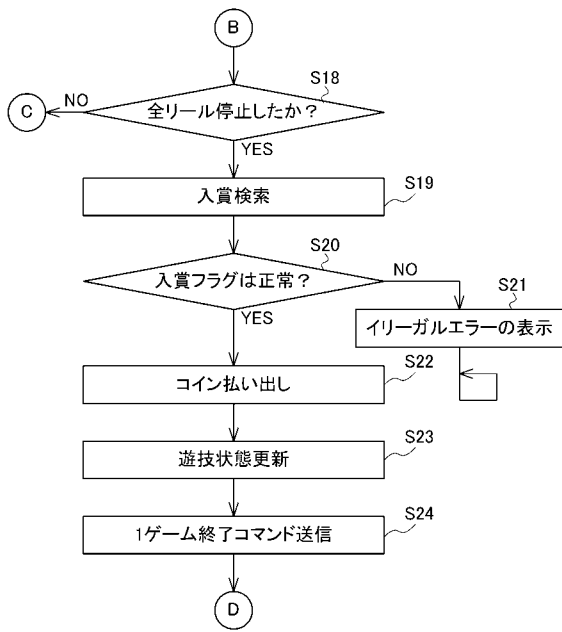 B
S18
全リール停止したか？
NO
C
YES
S19
入賞検索
S20
入賞フラグは正常？
NO
YES
S21
イリーガルエラーの表示
S22
コイン払い出し
S23
遊技状態更新
S24
1ゲーム終了コマンド送信
D